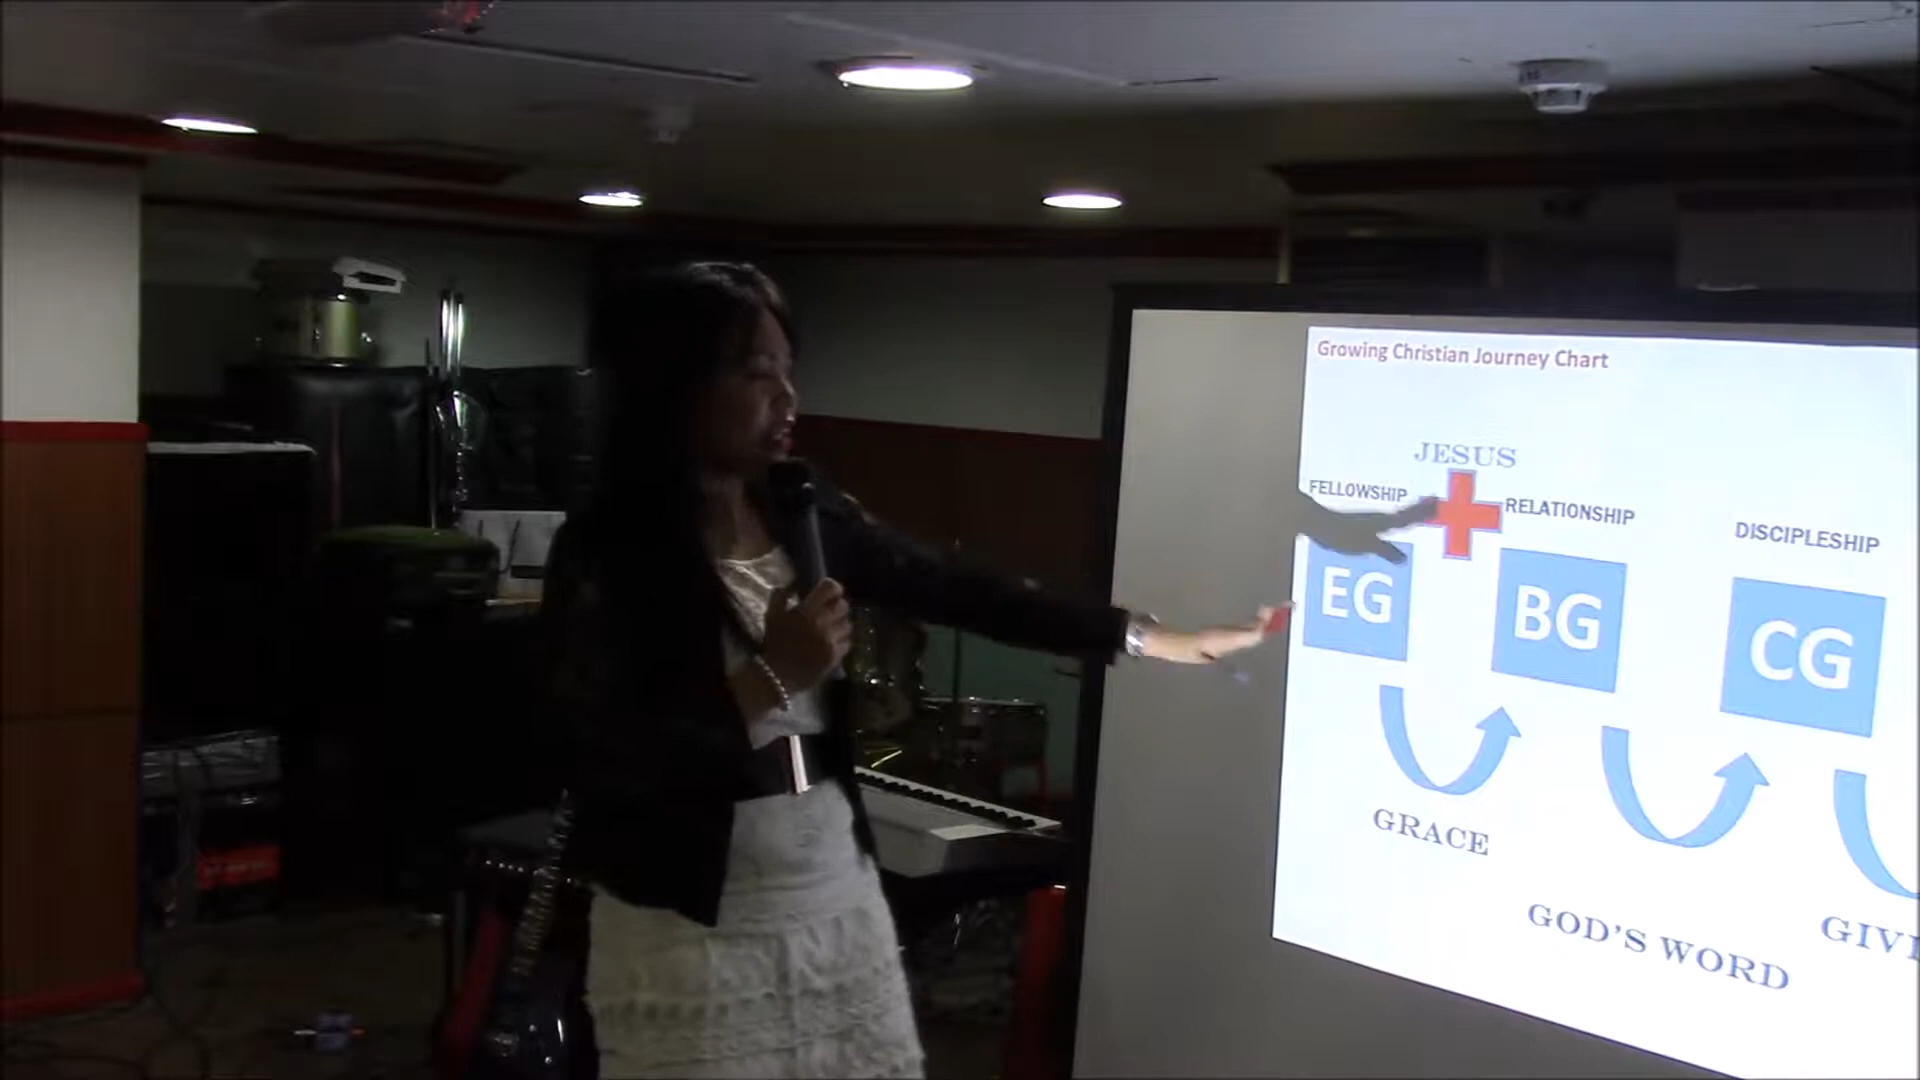 Growing Christian Journey Chart
JESUS
FELLOWSHIP
RELATIONSHIP
DISCIPLESHIP
EG
BG
CG
GRACE
GOD'S WORD